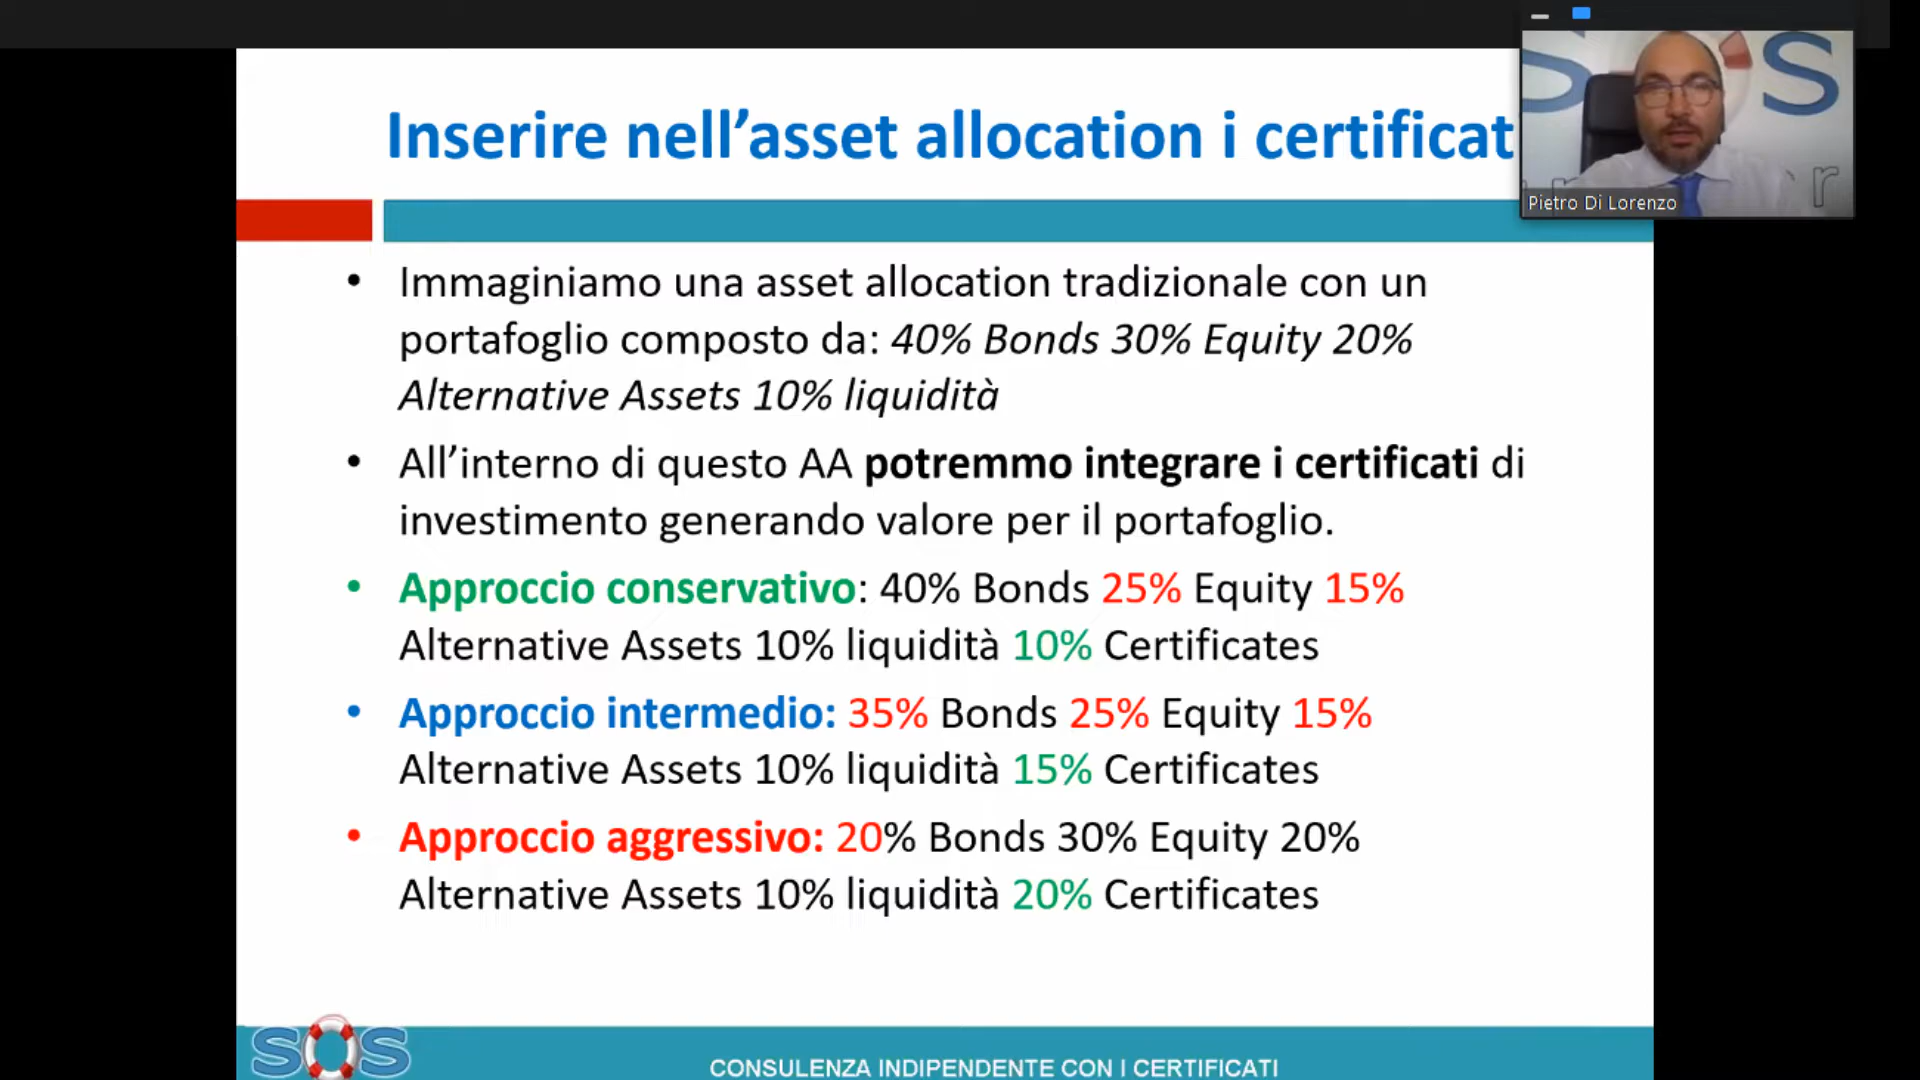 Inserire nell’asset allocation i certificat
SOS
r
Pietro Di Lorenzo
• Immaginiamo una asset allocation tradizionale con un
portafoglio composto da: 40% Bonds 30% Equity 20%
Alternative Assets 10% liquidità
• All’interno di questo AA potremmo integrare i certificati di
investimento generando valore per il portafoglio.
• Approccio conservativo: 40% Bonds 25% Equity 15%
Alternative Assets 10% liquidità 10% Certificates
• Approccio intermedio: 35% Bonds 25% Equity 15%
Alternative Assets 10% liquidità 15% Certificates
• Approccio aggressivo: 20% Bonds 30% Equity 20%
Alternative Assets 10% liquidità 20% Certificates
SOS
CONSULENZA INDIPENDENTE CON I CERTIFICATI